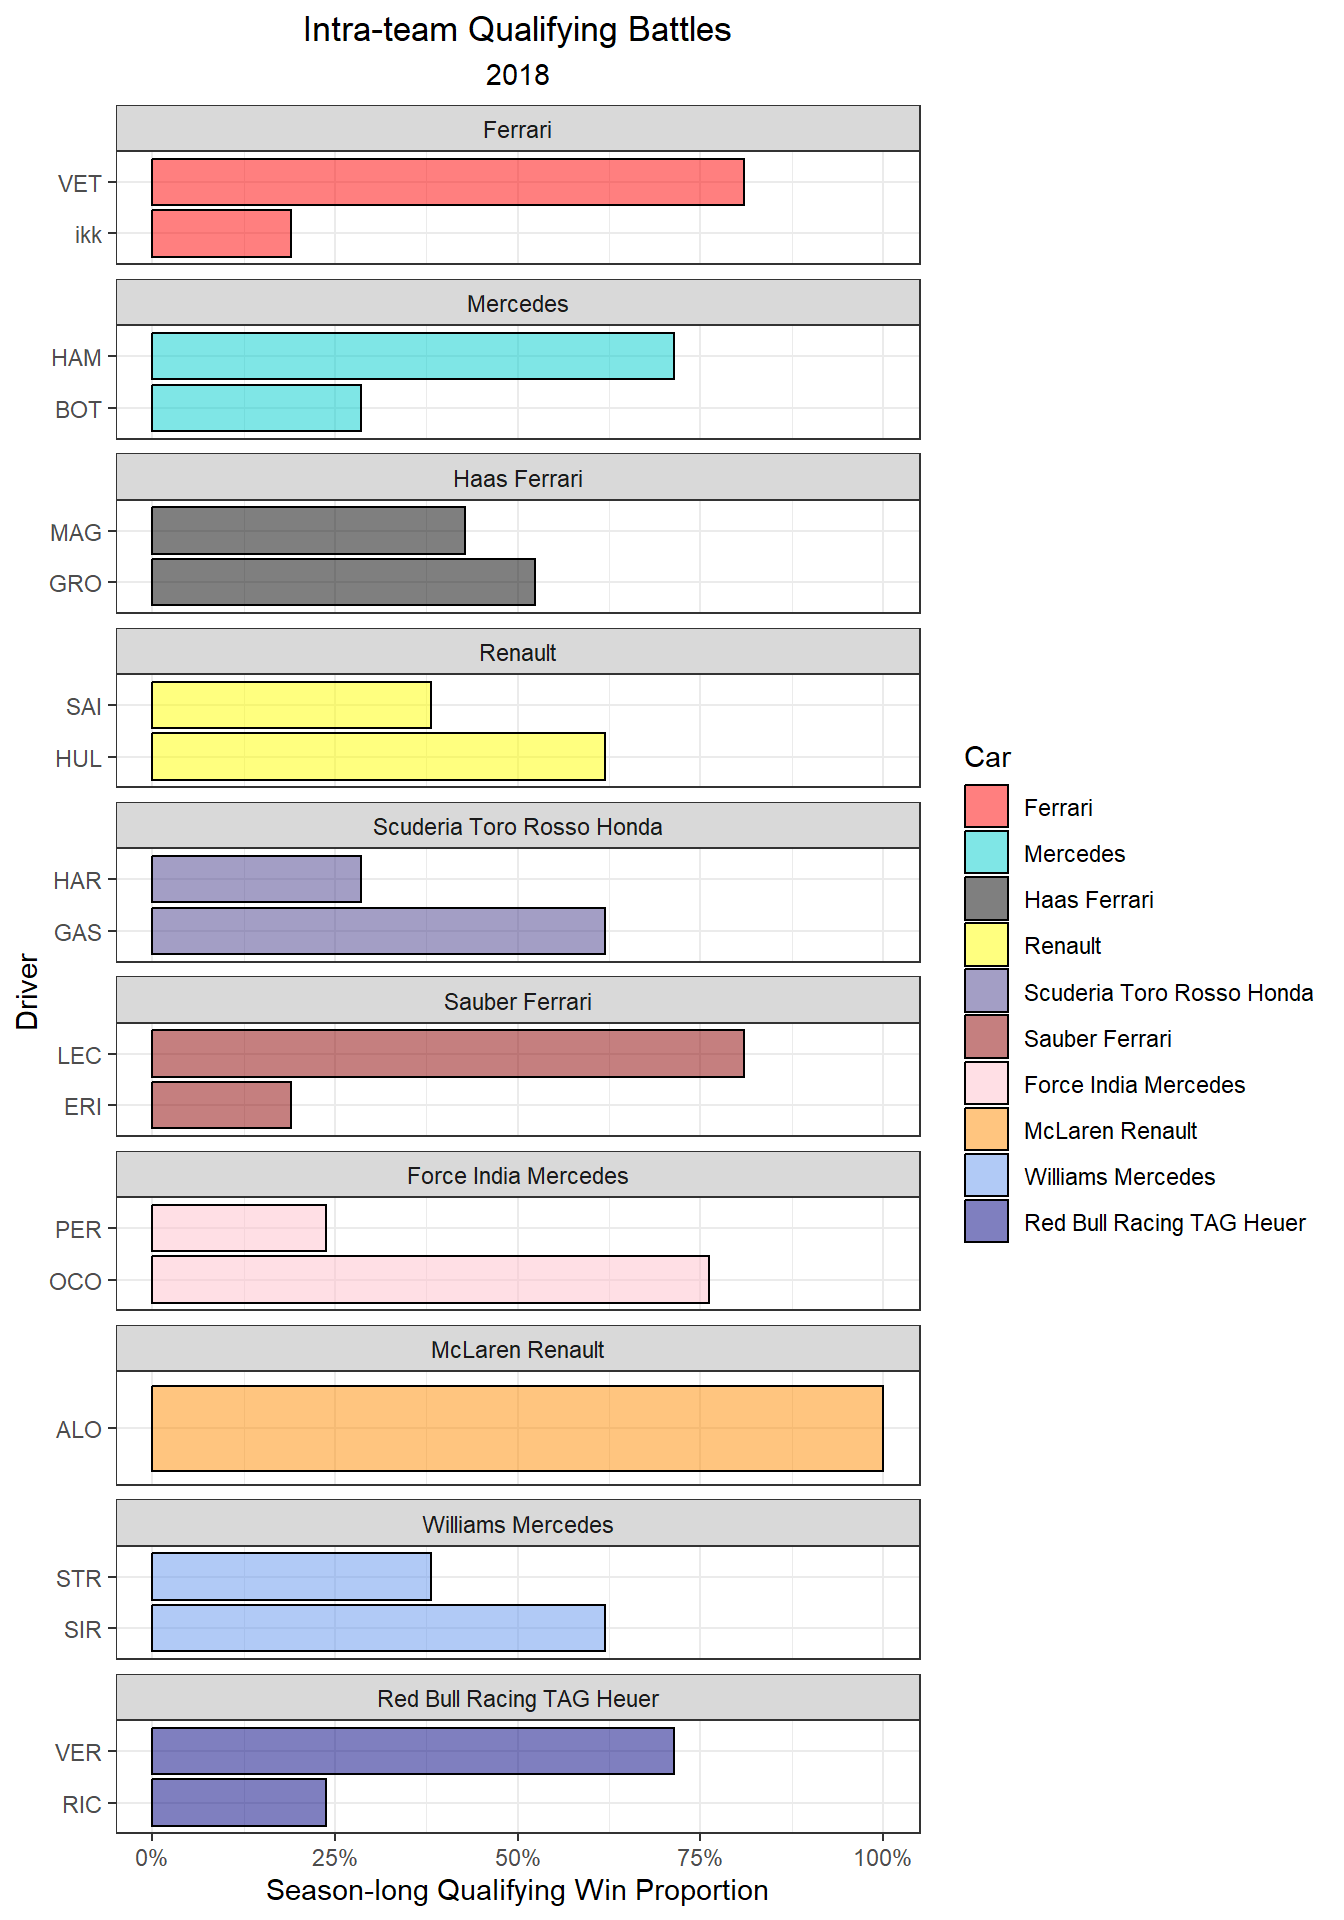 Intra-team Qualifying Battles
2018
Ferrari
VET
ikk
Mercedes
HAM
BOT
Haas Ferrari
MAG
GRO
Renault
SAI
HUL
Scuderia Toro Rosso Honda
HAR
GAS
Sauber Ferrari
LEC
ERI
Force India Mercedes
PER
OCO
McLaren Renault
ALO
Williams Mercedes
STR
SIR
Red Bull Racing TAG Heuer
VER
RIC
0% 25% 50% 75% 100%
Season-long Qualifying Win Proportion
Driver
Car
Ferrari
Mercedes
Haas Ferrari
Renault
Scuderia Toro Rosso Honda
Sauber Ferrari
Force India Mercedes
McLaren Renault
Williams Mercedes
Red Bull Racing TAG Heuer